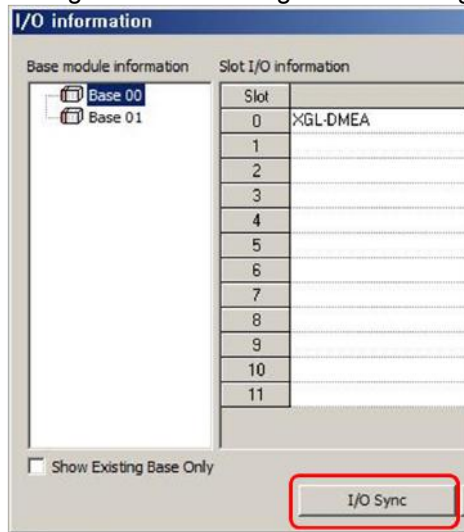 I/O information
Base module information
Slot I/O information
Base 00
Base 01
Slot
0 XGL-DMEA
1
2
3
4
5
6
7
8
9
10
11
Show Existing Base Only
I/O Sync